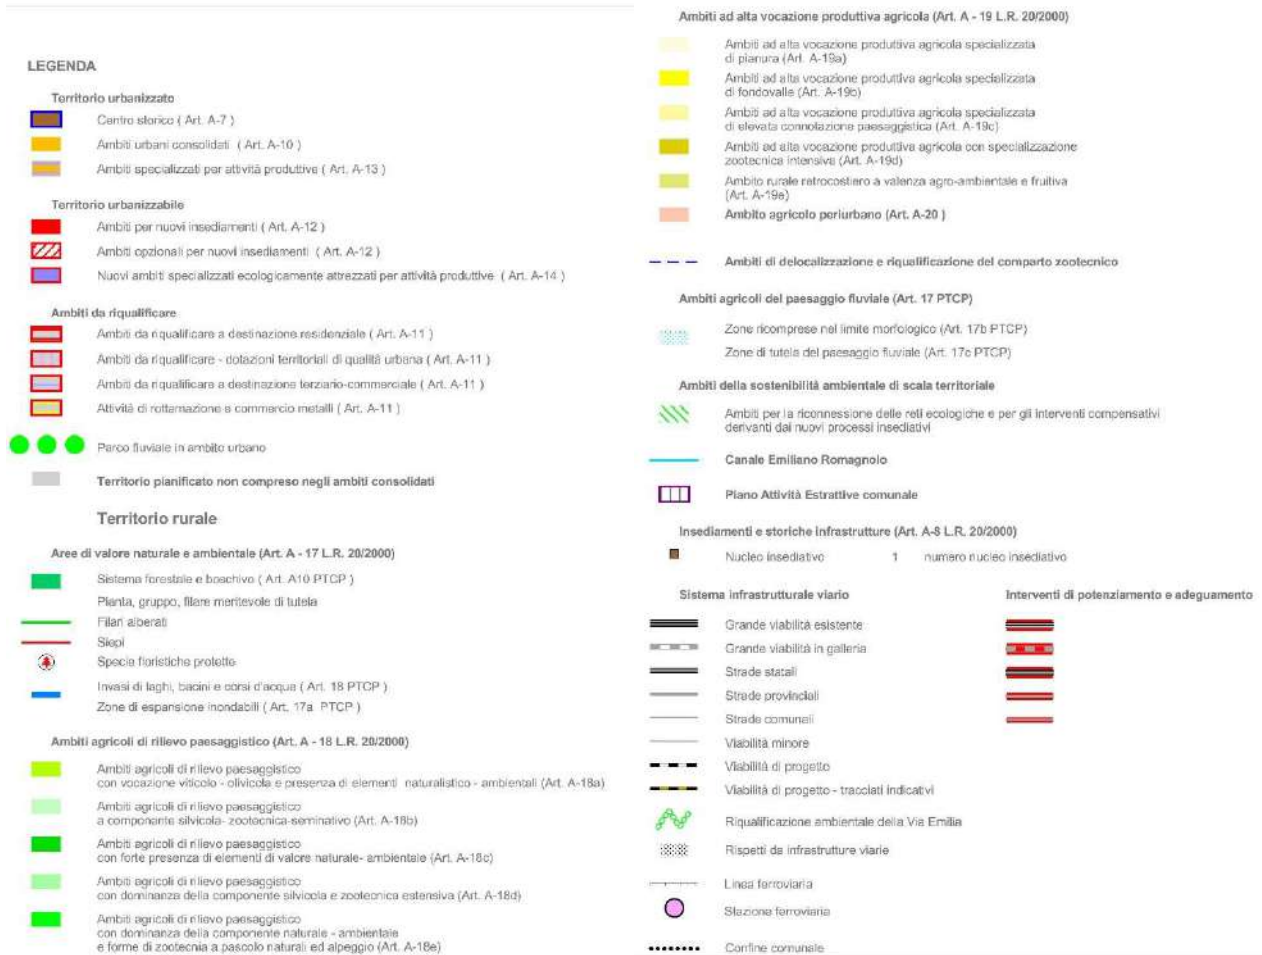 LEGENDA
Territorio urbanizzato
Centro storico ( Art. A-7 )
Ambiti urbani consolidati ( Art. A-10 )
Ambiti specializzati per attività produttive ( Art. A-13 )
Territorio urbanizzabile
Ambiti per nuovi insediamenti ( Art. A-12 )
Ambiti opzionali per nuovi insediamenti ( Art. A-12 )
Nuovi ambiti specializzati ecologicamente attrezzati per attività produttive ( Art. A-14 )
Ambiti da riqualificare
Ambiti da riqualificare a destinazione residenziale ( Art. A-11 )
Ambiti da riqualificare - dotazioni territoriali di qualità urbana ( Art. A-11 )
Ambiti da riqualificare a destinazione terziario-commerciale ( Art. A-11 )
Attività di rottamazione e commercio metalli ( Art. A-11 )
Parco fluviale in ambito urbano
Territorio pianificato non compreso negli ambiti consolidati
Territorio rurale
Aree di valore naturale e ambientale (Art. A - 17 L.R. 20/2000)
Sistema forestale e boschivo ( Art. A10 PTCP )
Pianta, gruppo, filare meritevole di tutela
Filari alberati
Siepi
Specie floristiche protette
Invasi di laghi, bacini e corsi d'acqua ( Art. 18 PTCP )
Zone di espansione inondabili ( Art. 17a PTCP )
Ambiti agricoli di rilievo paesaggistico (Art. A - 18 L.R. 20/2000)
Ambiti agricoli di rilievo paesaggistico
con vocazione viticolo - olivicola e presenza di elementi naturalistico - ambientali (Art. A-18a)
Ambiti agricoli di rilievo paesaggistico
a componente silvicola- zootecnica-seminativo (Art. A-18b)
Ambiti agricoli di rilievo paesaggistico
con forte presenza di elementi di valore naturale- ambientale (Art. A-18c)
Ambiti agricoli di rilievo paesaggistico
con dominanza della componente silvicola e zootecnica estensiva (Art. A-18d)
Ambiti agricoli di rilievo paesaggistico
con dominanza della componente naturale - ambientale
e forme di zootecnia a pascolo naturali ed alpeggio (Art. A-18e)
Ambiti ad alta vocazione produttiva agricola (Art. A - 19 L.R. 20/2000)
Ambiti ad alta vocazione produttiva agricola specializzata
di pianura (Art. A-19a)
Ambiti ad alta vocazione produttiva agricola specializzata
di fondovalle (Art. A-19b)
Ambiti ad alta vocazione produttiva agricola specializzata
di elevata connotazione paesaggistica (Art. A-19c)
Ambiti ad alta vocazione produttiva agricola con specializzazione
zootecnica intensiva (Art. A-19d)
Ambito rurale retrocostiero a valenza agro-ambientale e fruitiva
(Art. A-19e)
Ambito agricolo periurbano (Art. A-20 )
Ambiti di delocalizzazione e riqualificazione del comparto zootecnico
Ambiti agricoli del paesaggio fluviale (Art. 17 PTCP)
Zone ricomprese nel limite morfologico (Art. 17b PTCP)
Zone di tutela del paesaggio fluviale (Art. 17c PTCP)
Ambiti della sostenibilità ambientale di scala territoriale
Ambiti per la riconnessione delle reti ecologiche e per gli interventi compensativi
derivanti dai nuovi processi insediativi
Canale Emiliano Romagnolo
Piano Attività Estrattive comunale
Insediamenti e storiche infrastrutture (Art. A-8 L.R. 20/2000)
Nucleo insediativo 1 numero nucleo insediativo
Sistema infrastrutturale viario Interventi di potenziamento e adeguamento
Grande viabilità esistente
Grande viabilità in galleria
Strade statali
Strade provinciali
Strade comunali
Viabilità minore
Viabilità di progetto
Viabilità di progetto - tracciati indicativi
Riqualificazione ambientale della Via Emilia
Rispetti da infrastrutture viarie
Linea ferroviaria
Stazione ferroviaria
Confine comunale